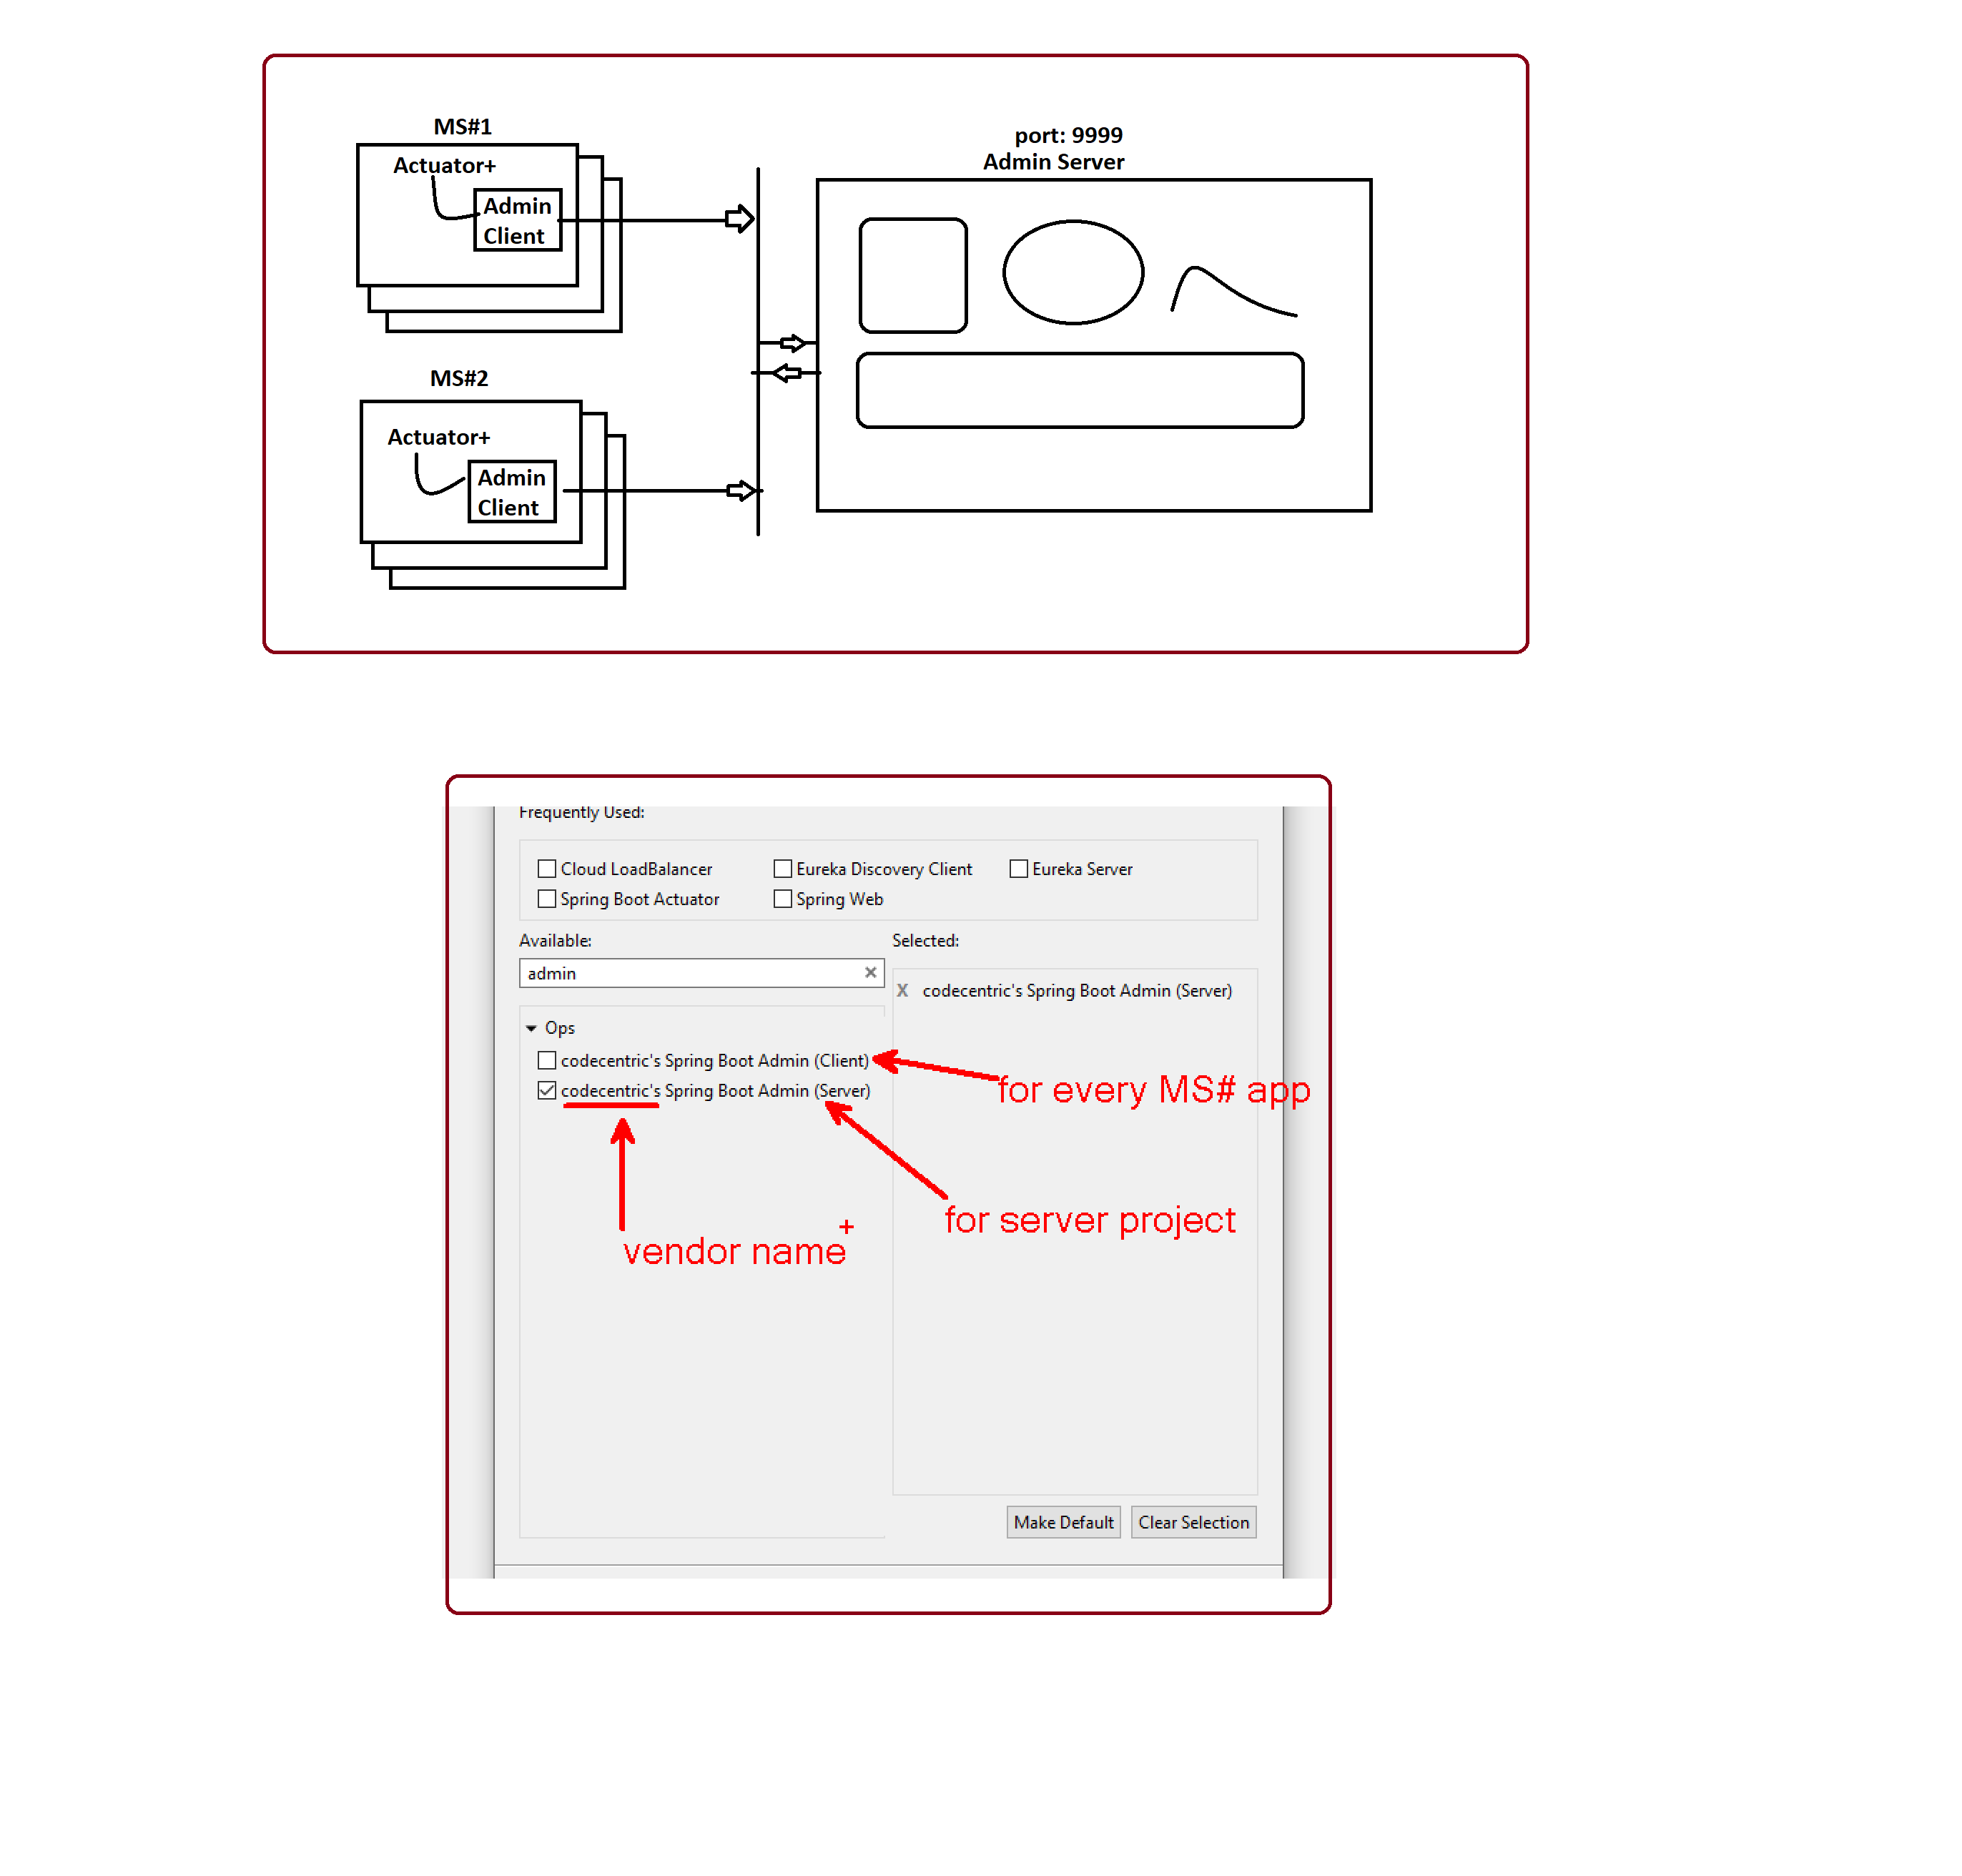 MS#1
Actuator+
Admin
Client
port: 9999
Admin Server
MS#2
Actuator+
Admin
Client
Frequently Used:
Cloud LoadBalancer
Eureka Discovery Client
Eureka Server
Spring Boot Actuator
Spring Web
Available:
Selected:
admin
X codecentric's Spring Boot Admin (Server)
Ops
codecentric's Spring Boot Admin (Client)
codecentric's Spring Boot Admin (Server)
for every MS# app
for server project
vendor name
Make Default
Clear Selection